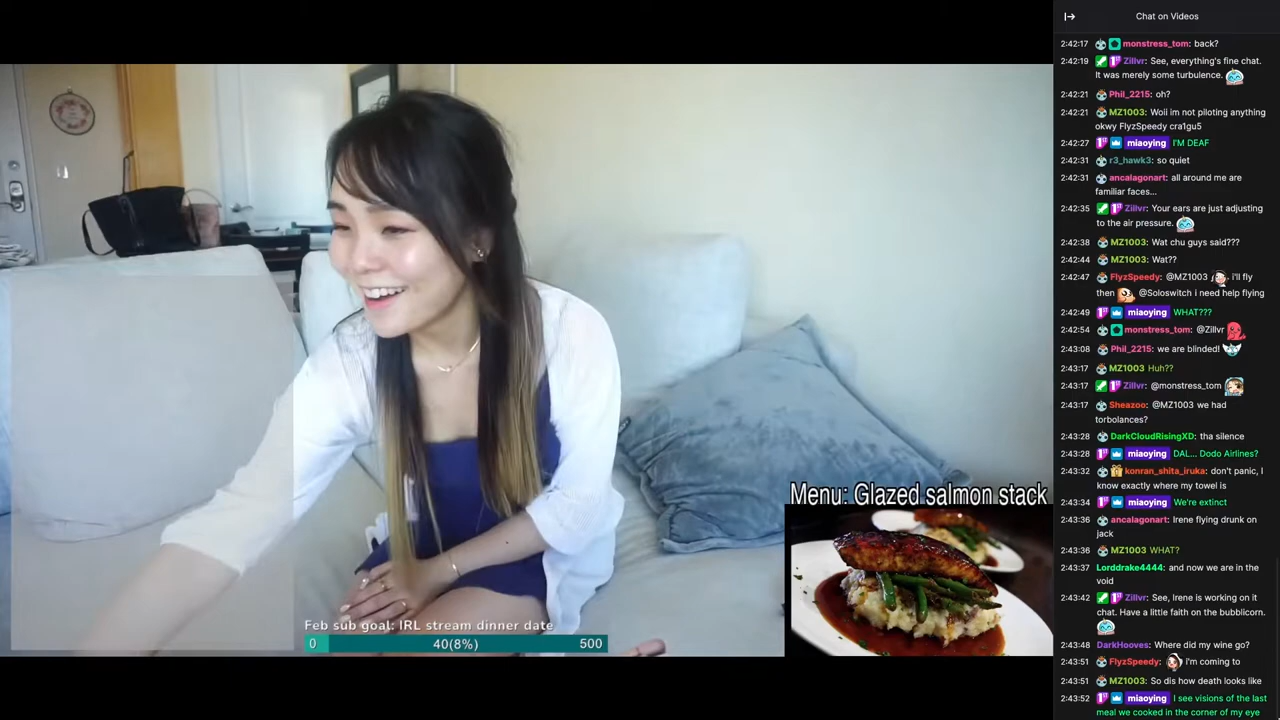 Chat on Videos
2:42:17 monstress_tom: back?
2:42:19 Zillvr: See, everything's fine chat.
It was merely some turbulence.
2:42:21 Phil_2215: oh?
2:42:21 MZ1003: Woii im not piloting anything
okwy FlyzSpeedy cra1gu5
2:42:27 miaoying I'M DEAF
2:42:31 r3_hawk3: so quiet
2:42:31 ancalagonart: all around me are
familiar faces...
2:42:35 Zillvr: Your ears are just adjusting
to the air pressure.
2:42:38 MZ1003: Wat chu guys said???
2:42:44 MZ1003: Wat??
2:42:47 FlyzSpeedy: @MZ1003 i'll fly
then @Soloswitch i need help flying
2:42:49 miaoying WHAT???
2:42:54 monstress_tom: @Zillvr
2:43:08 Phil_2215: we are blinded!
2:43:17 MZ1003 Huh??
2:43:17 Zillvr: @monstress_tom
2:43:17 Sheazoo: @MZ1003 we had
torbolances?
2:43:28 DarkCloudRisingXD: tha silence
2:43:28 miaoying DAL... Dodo Airlines?
2:43:32 konran_shita_iruka: don't panic, I
know exactly where my towel is
2:43:34 miaoying We're extinct
2:43:36 ancalagonart: Irene flying drunk on
jack
2:43:36 MZ1003 WHAT?
2:43:37 Lorddrake4444: and now we are in the
void
2:43:42 Zillvr: See, Irene is working on it
chat. Have a little faith on the bubblicorn.
2:43:48 DarkHooves: Where did my wine go?
2:43:51 FlyzSpeedy: i'm coming to
2:43:51 MZ1003: So dis how death looks like
2:43:52 miaoying I see visions of the last
meal we cooked in the corner of my eye
Menu: Glazed salmon stack
Feb sub goal: IRL stream dinner date
0 40(8%) 500